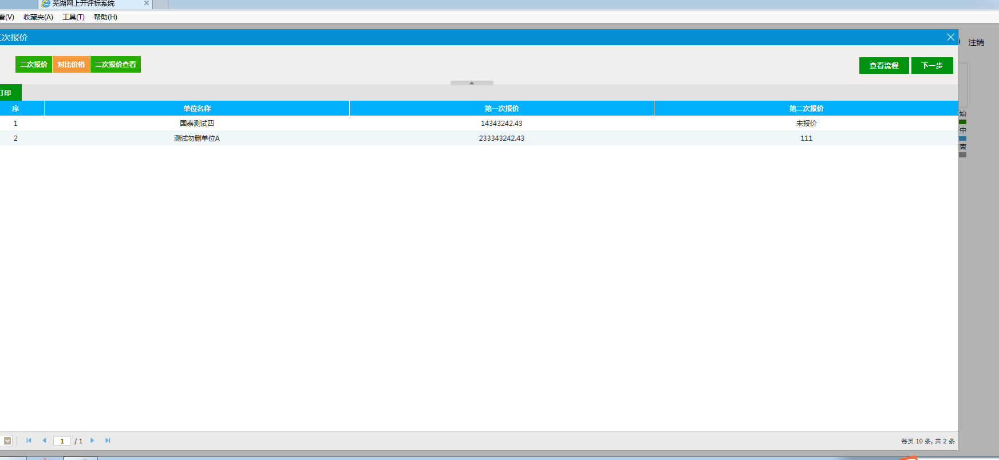 芜湖网上开评标系统
看(V) 收藏夹(A) 工具(T) 帮助(H)
二次报价
注销
二次报价 对比价格 二次报价查看
查看流程 下一步
打印
序 单位名称 第一次报价 第二次报价
1 国泰测试四 14343242.43 未报价
2 测试勿删单位A 233343242.43 111
始
中
束
1 / 1
每页 10 条, 共 2 条